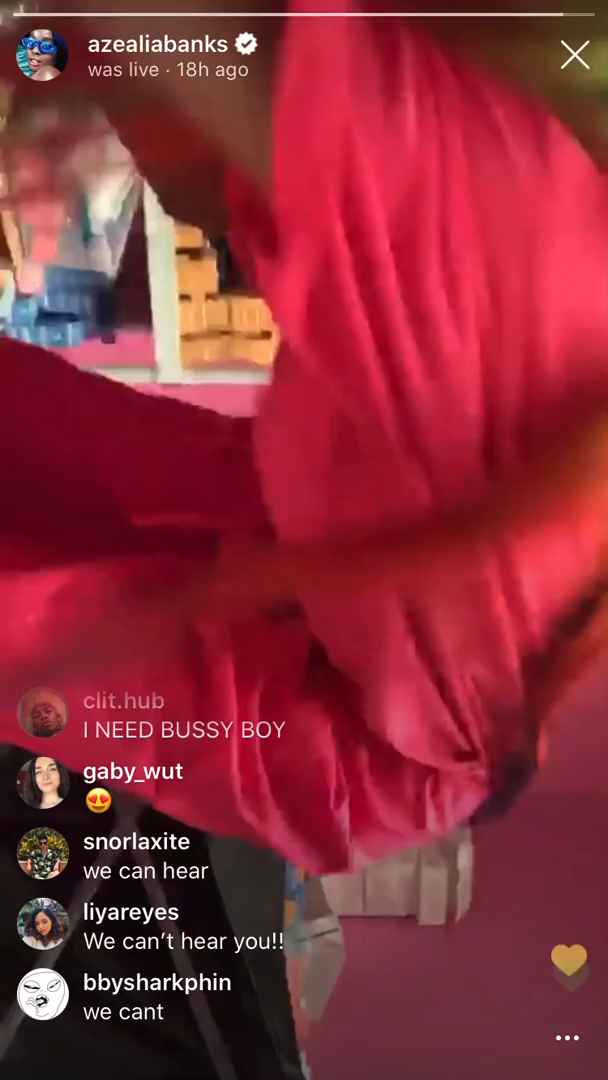 azealiabanks
was live · 18h ago
clit.hub
I NEED BUSSY BOY
gaby_wut
😍
snorlaxite
we can hear
liyareyes
We can’t hear you!!
bbysharkphin
we cant